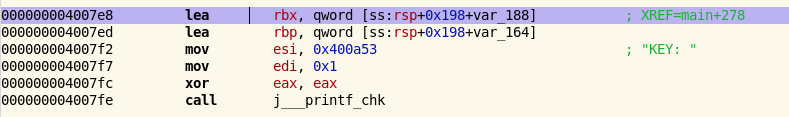 00000000004007e8 lea rbx, qword [ss:rsp+0x198+var_188] ; XREF=main+278
00000000004007ed lea rbp, qword [ss:rsp+0x198+var_164]
00000000004007f2 mov esi, 0x400a53 ; "KEY: "
00000000004007f7 mov edi, 0x1
00000000004007fc xor eax, eax
00000000004007fe call j___printf_chk